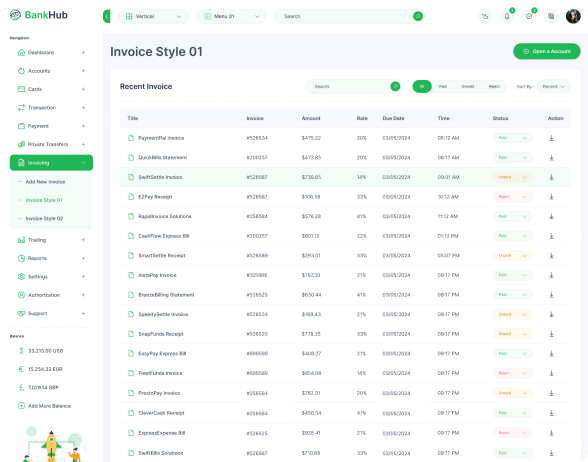 BankHub
Vertical
Menu 01
Search
Navigation
Dashboard
Accounts
Cards
Transaction
Payment
Private Transfers
Invoicing
Add New invoice
Invoice Style 01
Invoice Style 02
Trading
Reports
Settings
Authorization
Support
Balance
33,215.00 USD
15,254.32 EUR
7,029.14 GBP
Add More Balance
Invoice Style 01
Open a Account
Recent Invoice
Search
All Paid Unpaid Reject
Sort By : Recent
Title Invoice Amount Rate Due Date Time Status Action
PaymentPal Invoice #526534 $475.22 20% 03/05/2024 05:12 AM Paid
QuickBills Statement #200257 $473.85 20% 03/05/2024 08:17 AM Paid
SwiftSettle Invoice #526587 $739.65 14% 03/05/2024 09:01 AM Unpaid
EZPay Receipt #526587 $106.58 33% 03/05/2024 10:12 AM Reject
RapidInvoice Solutions #256584 $576.28 41% 03/05/2024 11:12 AM Paid
CashFlow Express Bill #200257 $601.13 22% 03/05/2024 01:12 PM Paid
SmartSettle Receipt #526589 $293.01 33% 03/05/2024 05:07 PM Unpaid
InstaPay Invoice #105986 $767.50 21% 03/05/2024 09:17 PM Paid
BreezeBilling Statement #526525 $630.44 41% 03/05/2024 09:17 PM Paid
SpeedySettle Invoice #526534 $169.43 21% 03/05/2024 09:17 PM Unpaid
SnapFunds Receipt #526520 $778.35 33% 03/05/2024 09:17 PM Unpaid
EasyPay Express Bill #696589 $406.27 21% 03/05/2024 09:17 PM Paid
FleetFunds Invoice #696589 $854.08 14% 03/05/2024 09:17 PM Reject
PrestoPay Invoice #256584 $782.01 20% 03/05/2024 09:17 PM Unpaid
CleverCash Receipt #256584 $450.54 41% 03/05/2024 09:17 PM Paid
ExpressExpense Bill #526525 $928.41 21% 03/05/2024 09:17 PM Reject
SwiftBills Solutions #526587 $710.68 33% 03/05/2024 09:17 PM Paid